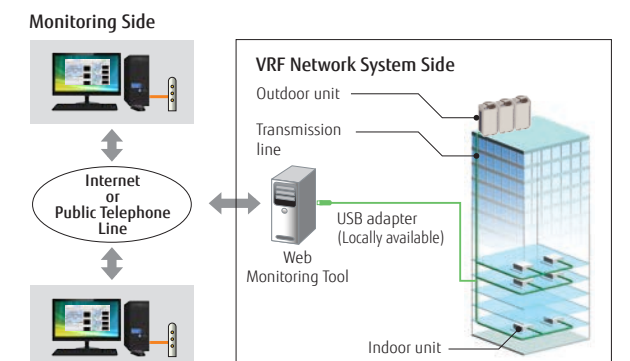 Monitoring Side
VRF Network System Side
Outdoor unit
Transmission
line
Internet
or
Public Telephone
Line
USB adapter
(Locally available)
Web
Monitoring Tool
Indoor unit